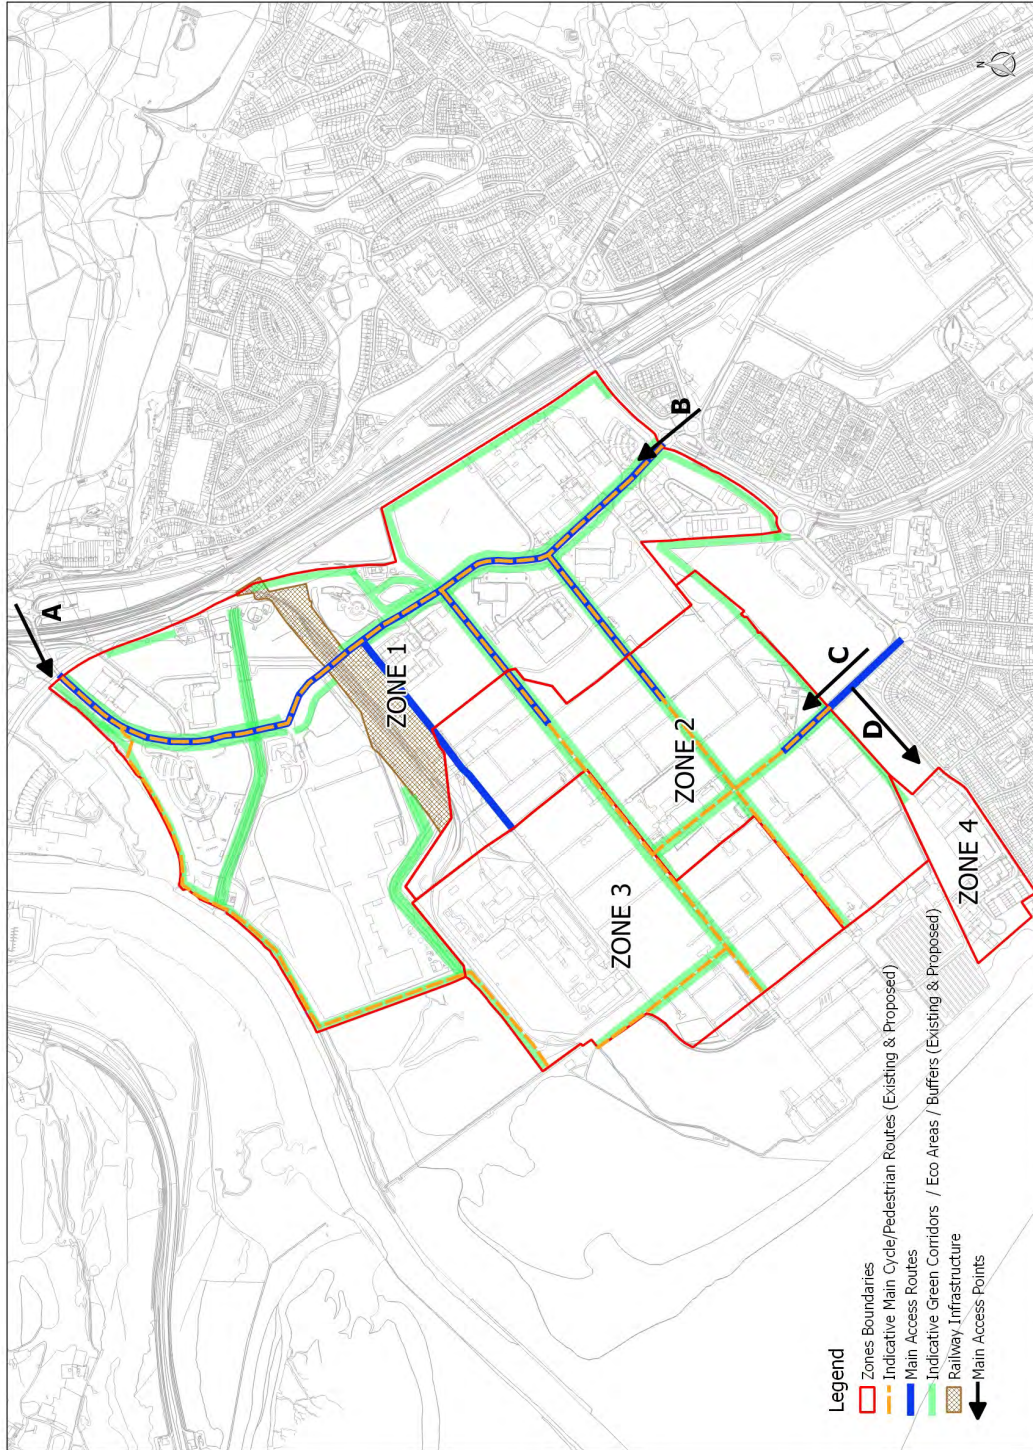 N
A
B
ZONE 1
C
ZONE 2
D
ZONE 3
ZONE 4
Legend
Zones Boundaries
Indicative Main Cycle/Pedestrian Routes (Existing & Proposed)
Main Access Routes
Indicative Green Corridors / Eco Areas / Buffers (Existing & Proposed)
Railway Infrastructure
Main Access Points